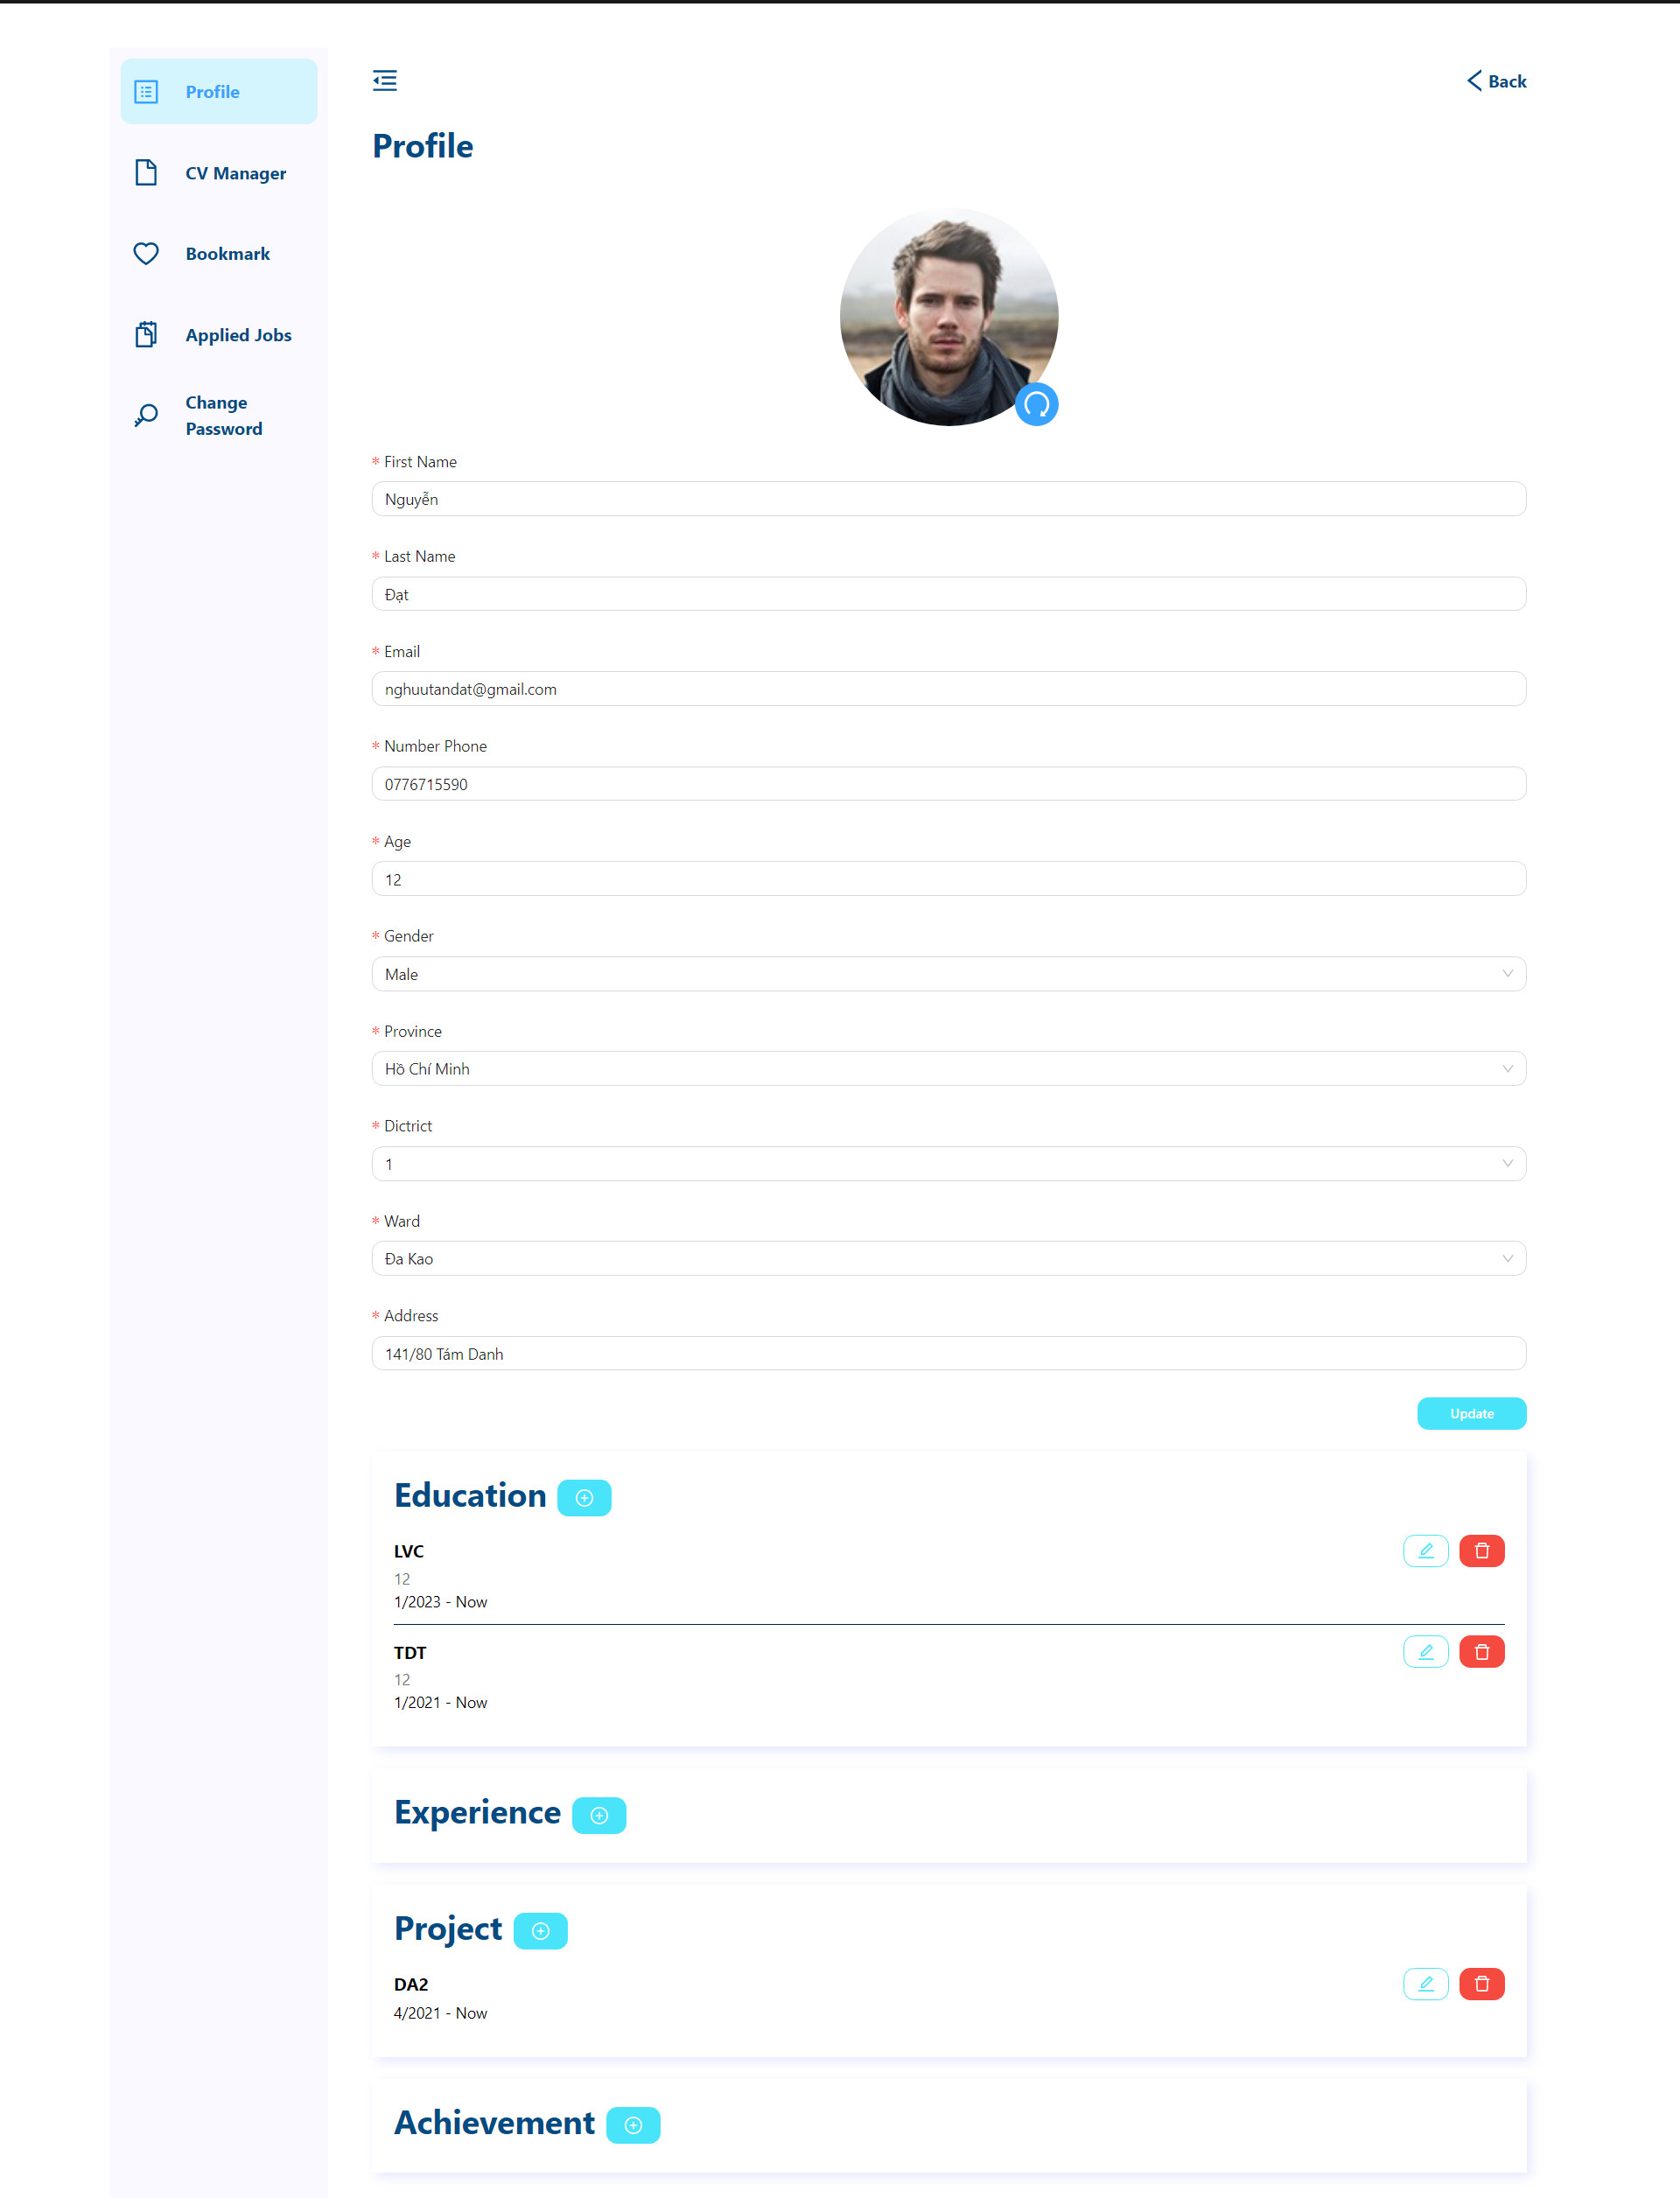 Profile
CV Manager
Bookmark
Applied Jobs
Change
Password
Back
Profile
* First Name
Nguyễn
* Last Name
Đạt
* Email
nghuutandat@gmail.com
* Number Phone
0776715590
* Age
12
* Gender
Male
* Province
Hồ Chí Minh
* Dictrict
1
* Ward
Đa Kao
* Address
141/80 Tám Danh
Update
Education
LVC
12
1/2023 - Now
TDT
12
1/2021 - Now
Experience
Project
DA2
4/2021 - Now
Achievement